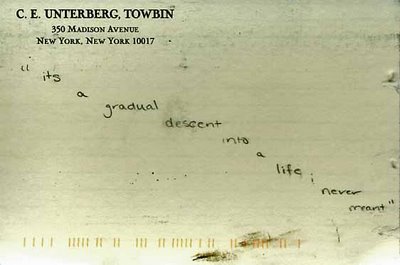 C. E. UNTERBERG, TOWBIN
350 MADISON AVENUE
NEW YORK, NEW YORK 10017
"its
a
gradual
descent
into
a
life i
never
meant"